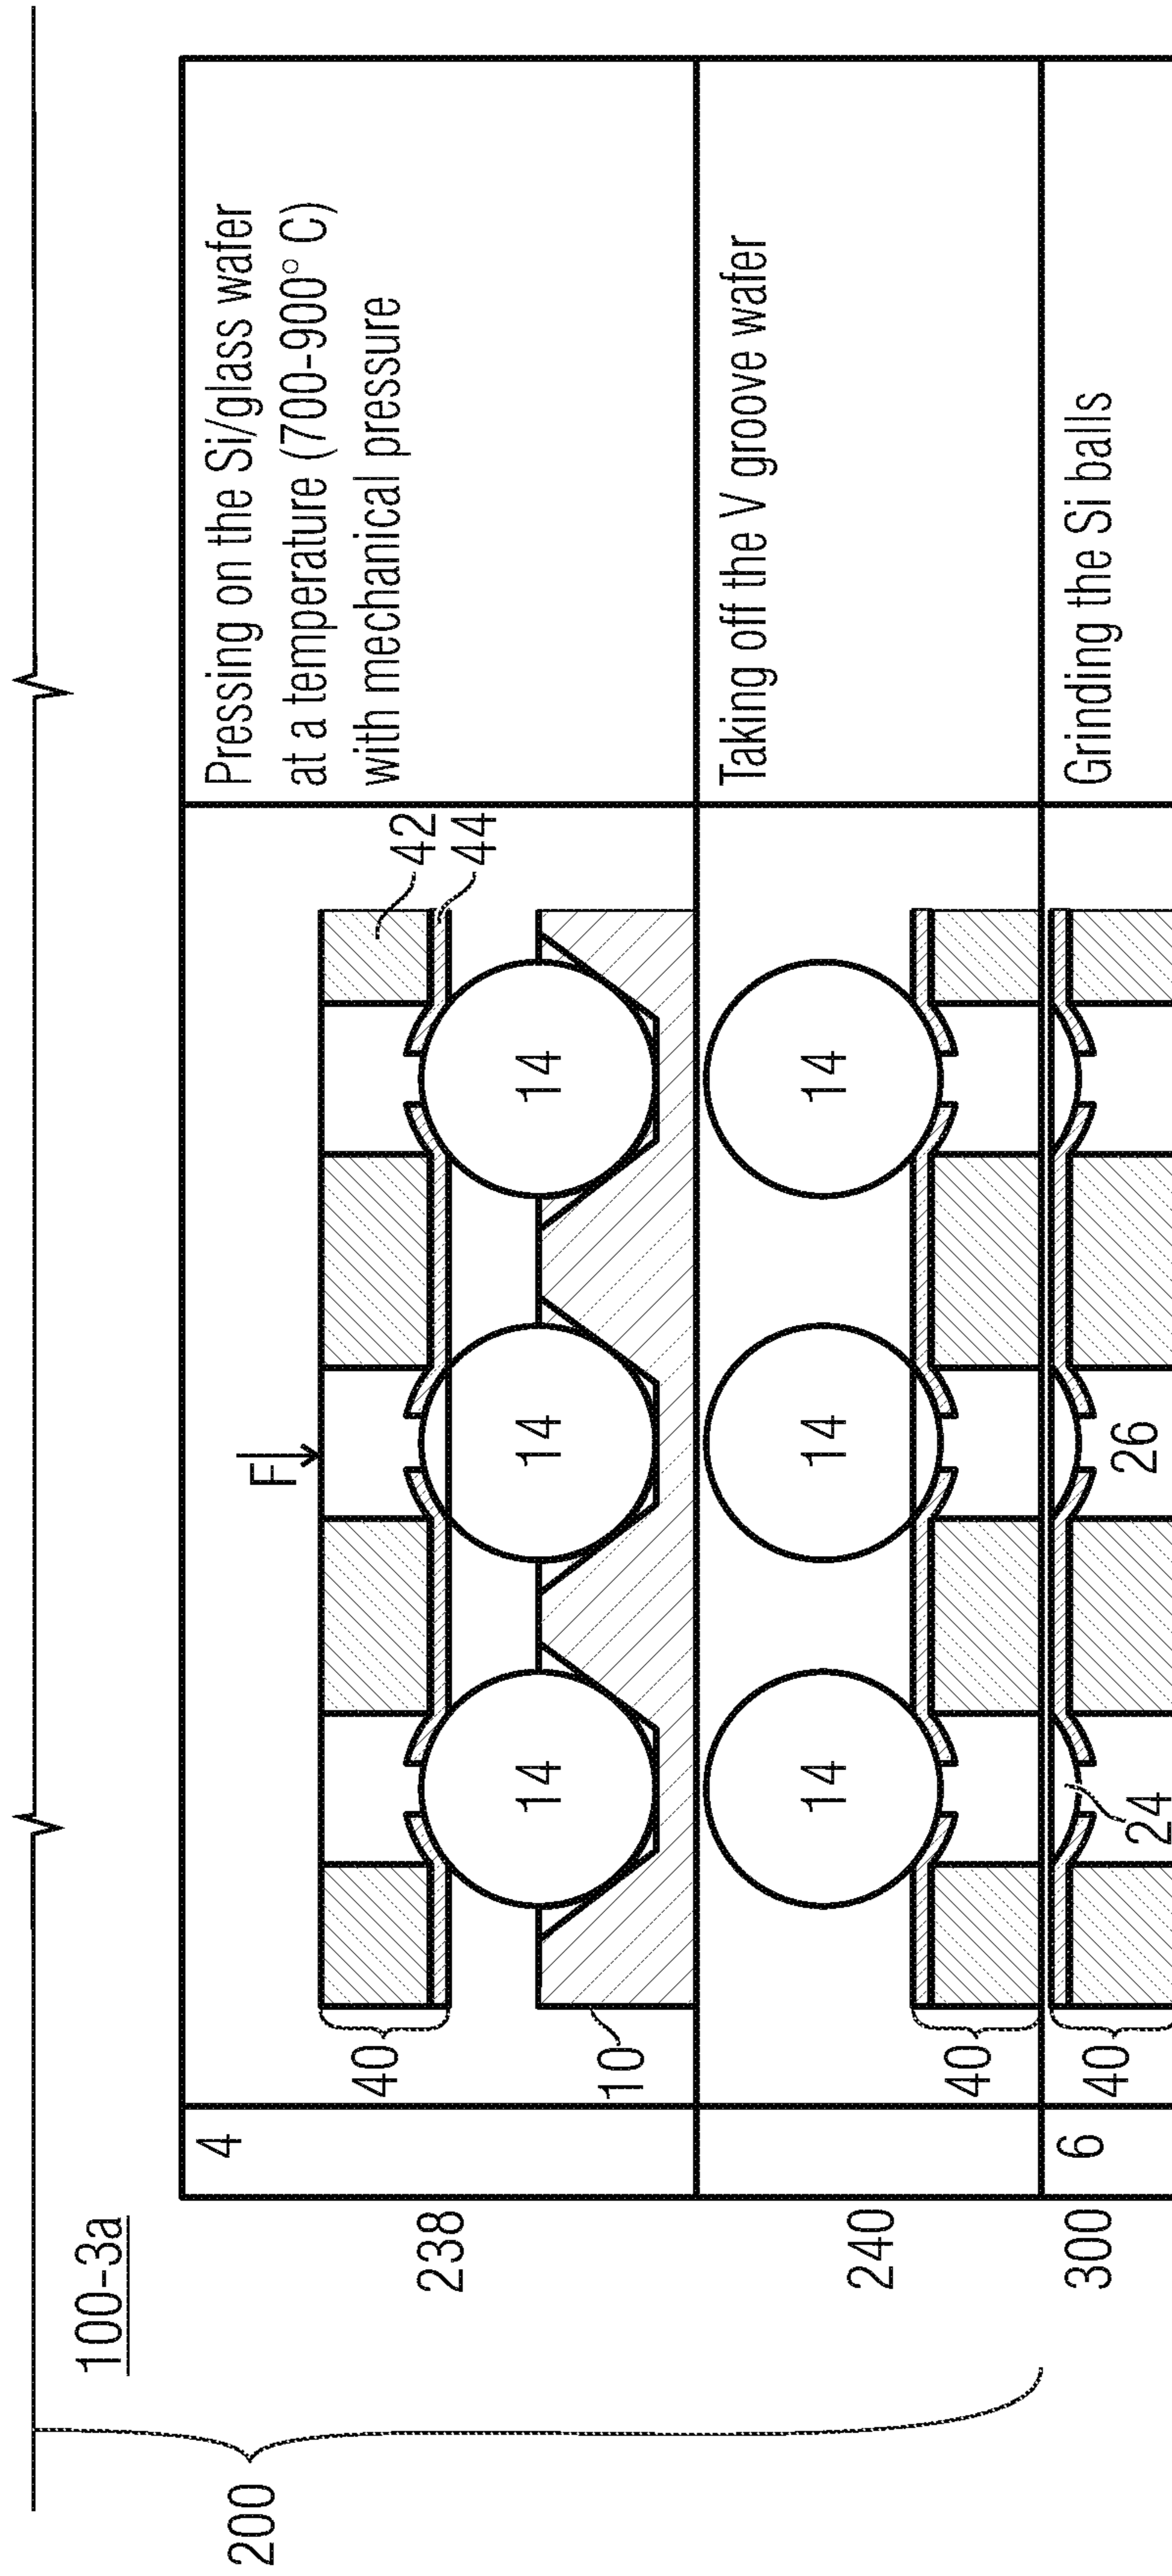 100-3a
200
238
4
40
10
F
42
44
14 14 14
Pressing on the Si/glass wafer
at a temperature (700-900° C)
with mechanical pressure
240
40
14 14 14
Taking off the V groove wafer
300
6
40
24
26
Grinding the Si balls